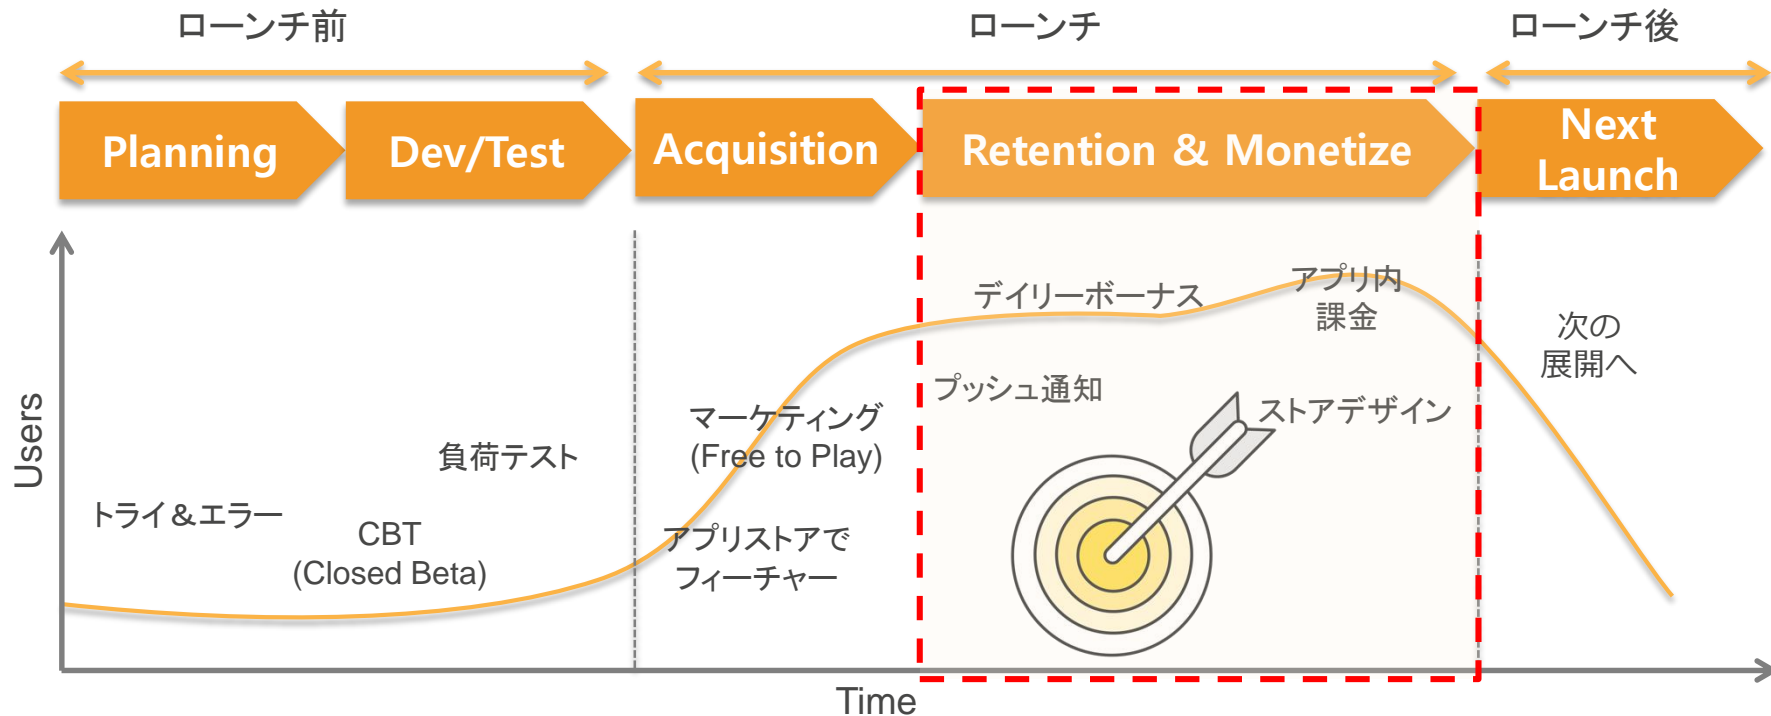 ローンチ前
ローンチ
ローンチ後
Planning
Dev/Test
Acquisition
Retention & Monetize
Next
Launch
Users
トライ＆エラー
CBT
(Closed Beta)
負荷テスト
マーケティング
(Free to Play)
アプリストアで
フィーチャー
デイリーボーナス
プッシュ通知
アプリ内
課金
ストアデザイン
次の
展開へ
Time